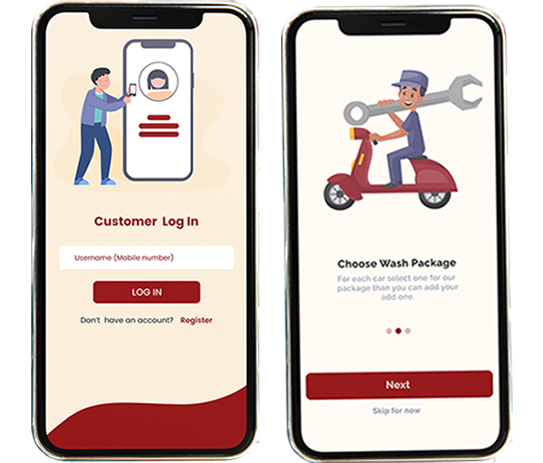 Customer Log In
Username (Mobile number)
LOG IN
Don't have an account? Register
Choose Wash Package
For each car select one for our
package than you can add your
add one.
Next
Skip for now